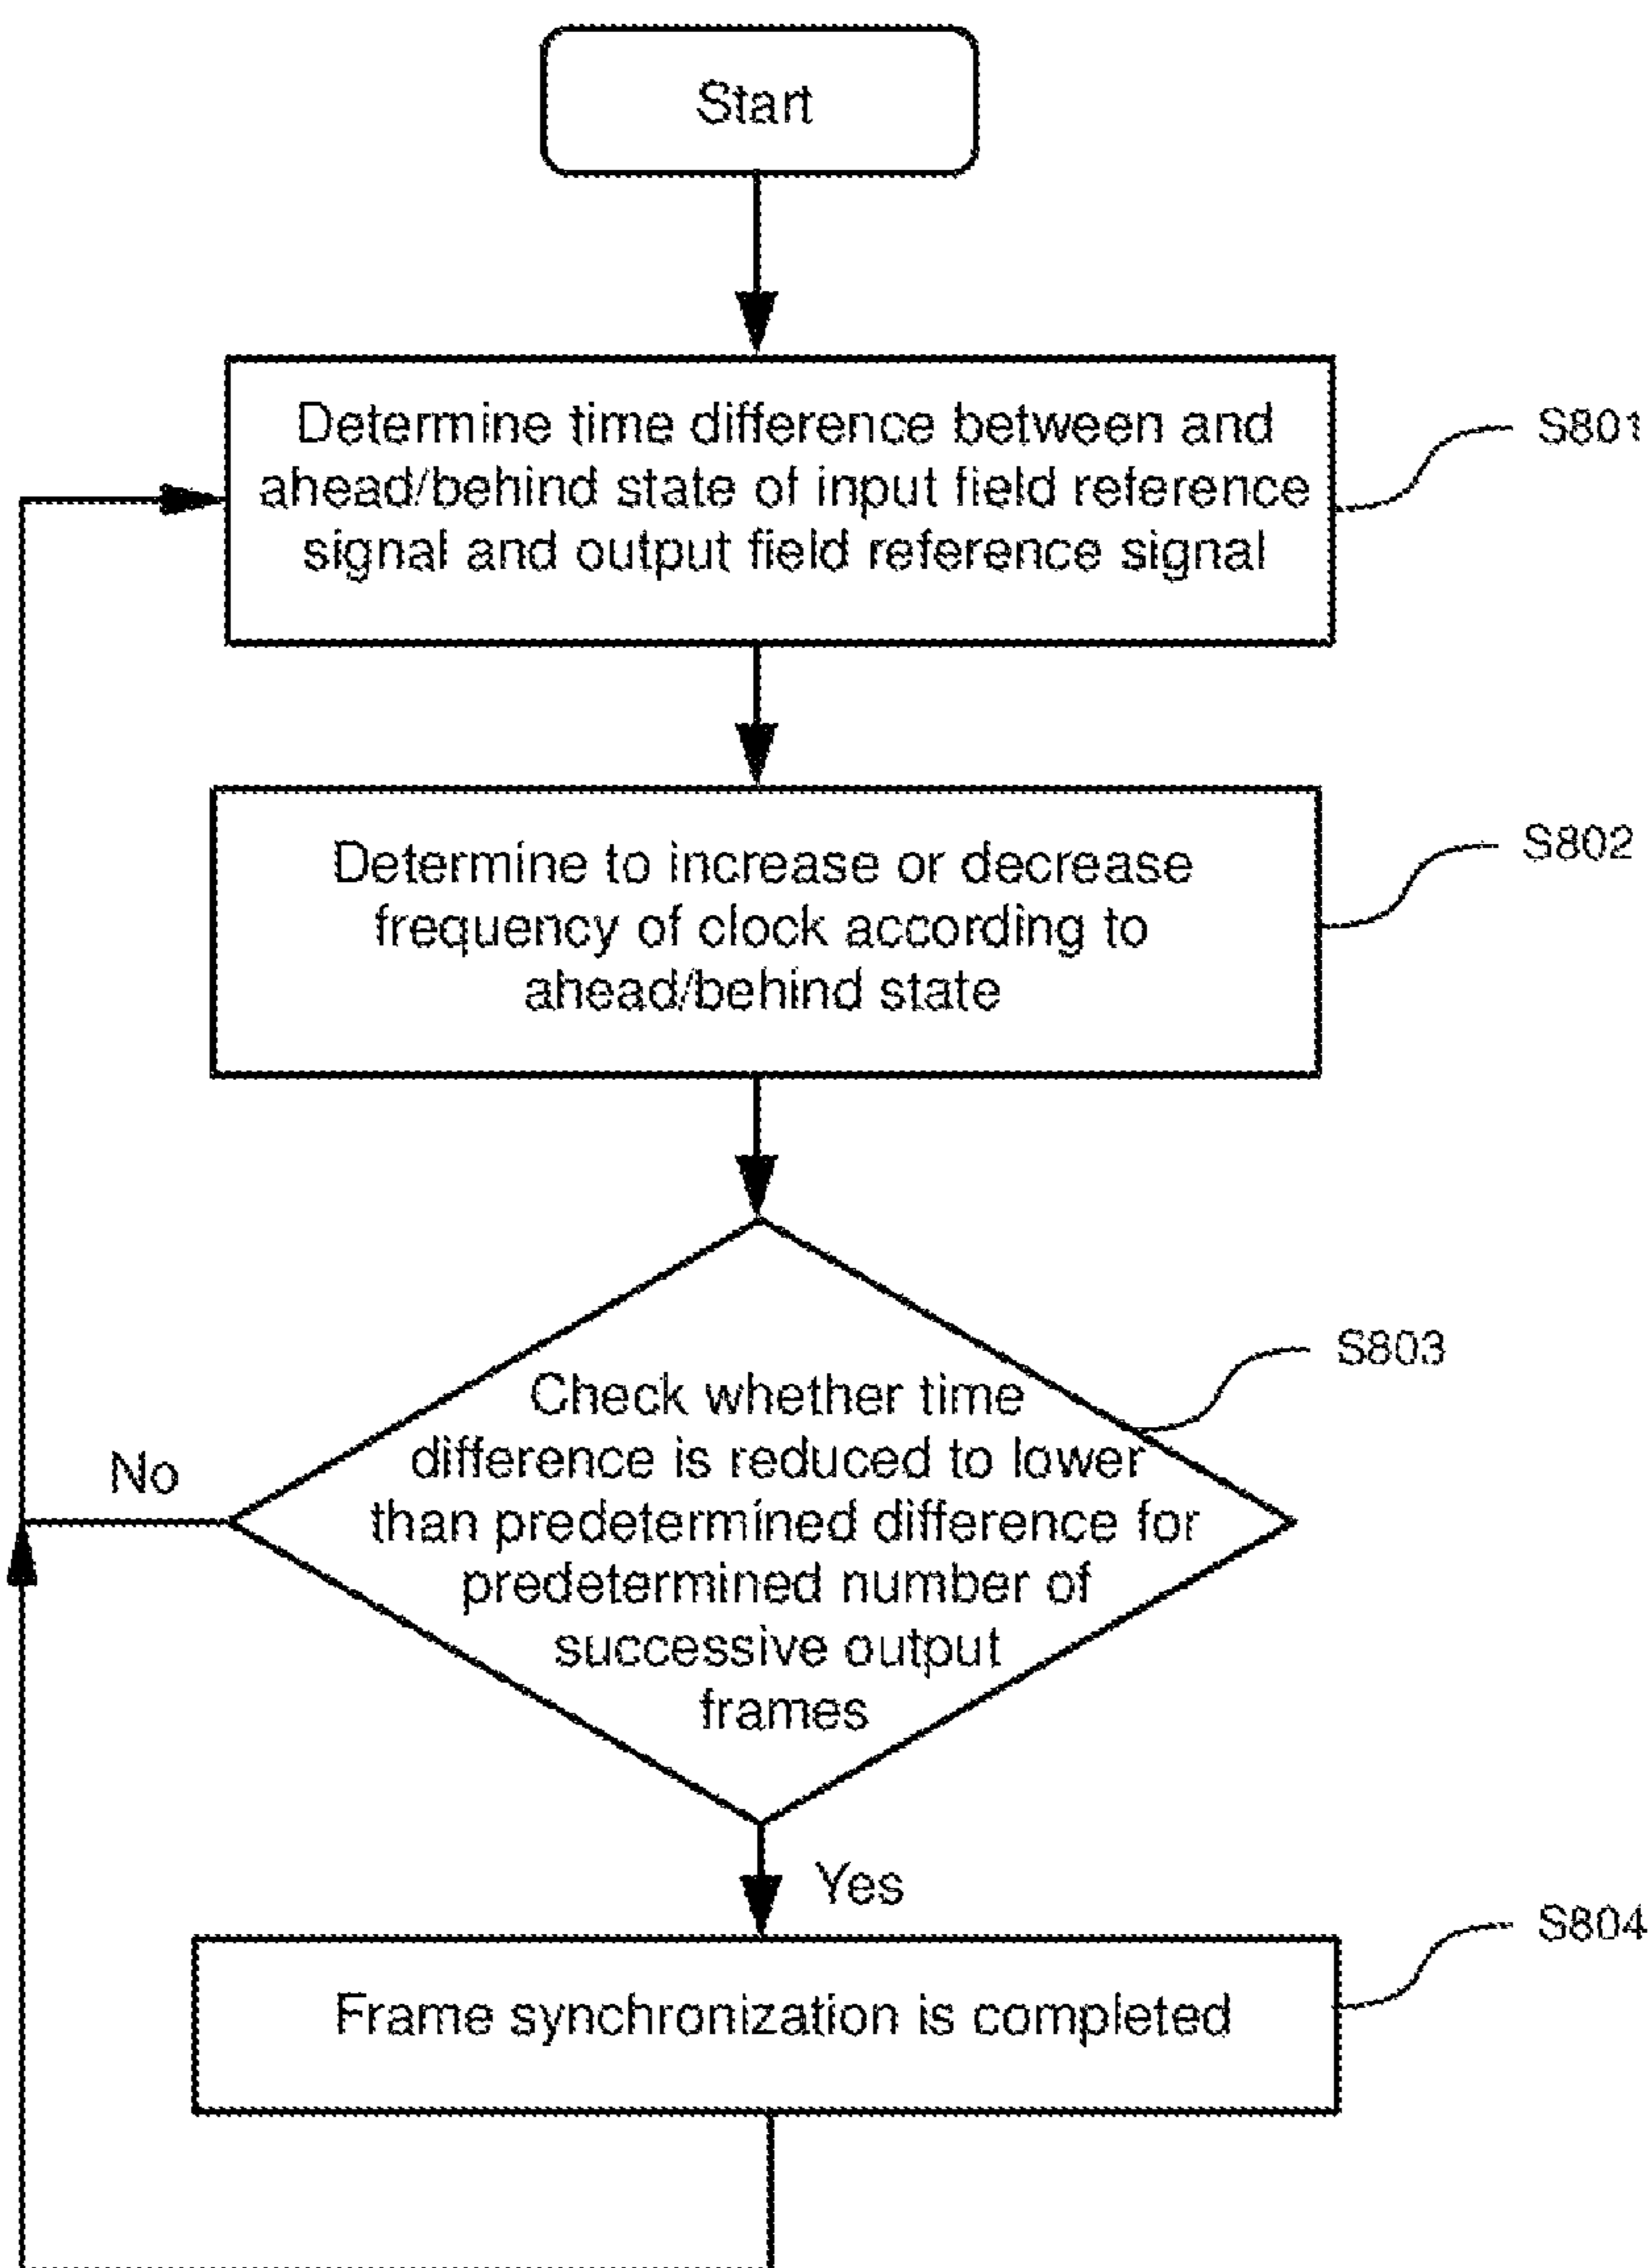 Start
Determine time difference between and
ahead/behind state of input field reference
signal and output field reference signal
S801
Determine to increase or decrease
frequency of clock according to
ahead/behind state
S802
Check whether time
difference is reduced to lower
than predetermined difference for
predetermined number of
successive output
frames
S803
No
Yes
Frame synchronization is completed
S804